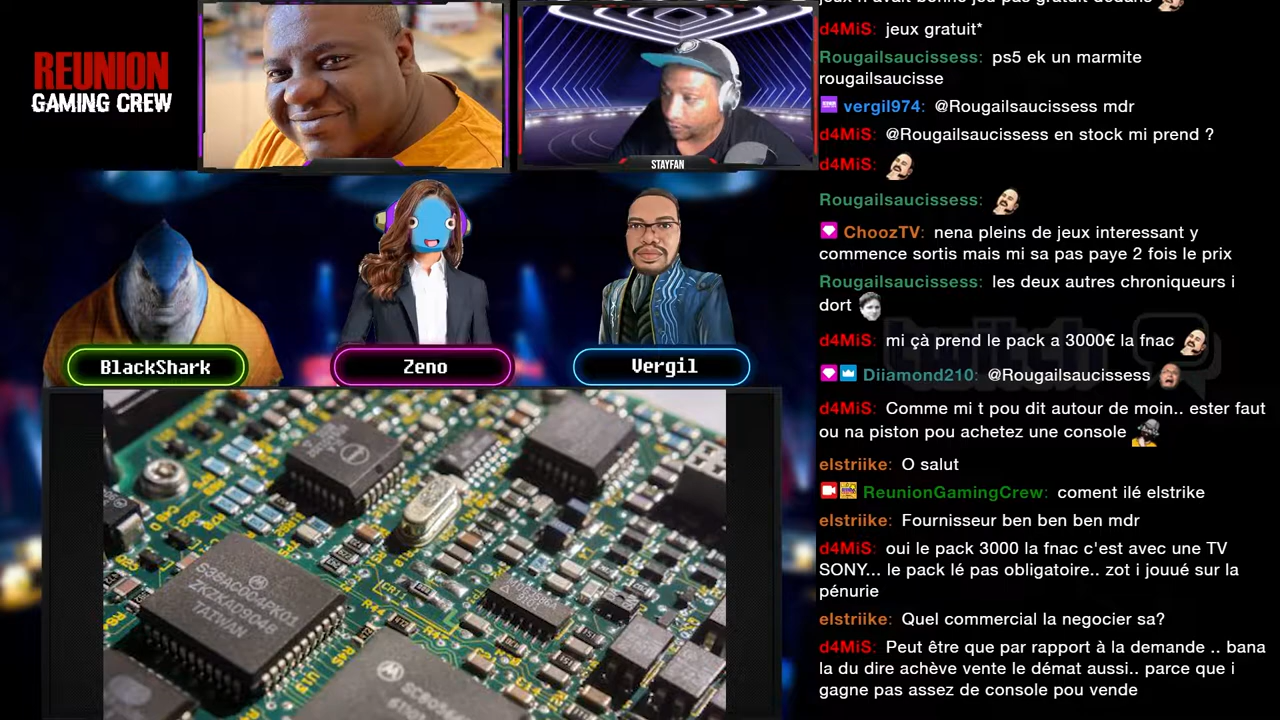 REUNION
GAMING CREW
STAYFAN
BlackShark
Zeno
Vergil
S38AC0CAPK01
ZKZKAD9048
TAIWAN
d4MiS: jeux gratuit*
Rougailsaucissess: ps5 ek un marmite
rougailsaucisse
vergil974: @Rougailsaucissess mdr
d4MiS: @Rougailsaucissess en stock mi prend ?
d4MiS:
Rougailsaucissess:
ChoozTV: nena pleins de jeux interessant y
commence sortis mais mi sa pas paye 2 fois le prix
Rougailsaucissess: les deux autres chroniqueurs i
dort
d4MiS: mi çà prend le pack a 3000€ la fnac
Diiamond210: @Rougailsaucissess
d4MiS: Comme mi t pou dit autour de moin.. ester faut
ou na piston pou achetez une console
elstriike: O salut
ReunionGamingCrew: coment ilé elstrike
elstriike: Fournisseur ben ben ben mdr
d4MiS: oui le pack 3000 la fnac c'est avec une TV
SONY... le pack lé pas obligatoire.. zot i jouué sur la
pénurie
elstriike: Quel commercial la negocier sa?
d4MiS: Peut être que par rapport à la demande .. bana
la du dire achève vente le démat aussi.. parce que i
gagne pas assez de console pou vende